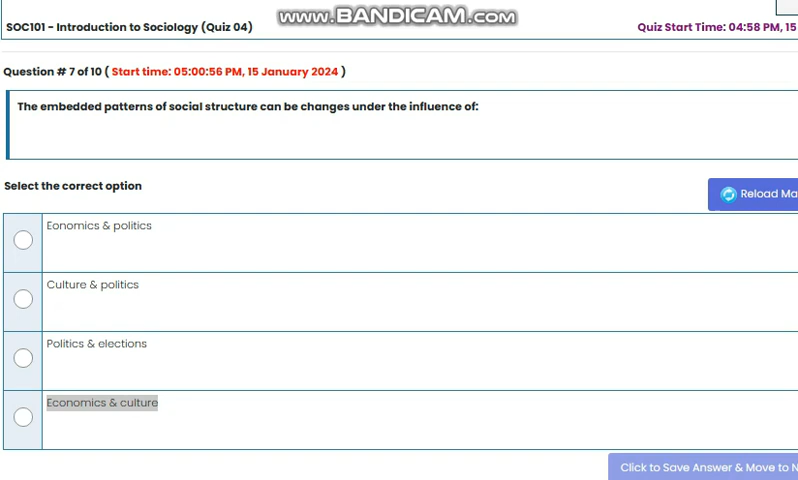 www.BANDICAM.com
SOC101 - Introduction to Sociology (Quiz 04)
Quiz Start Time: 04:58 PM, 15
Question # 7 of 10 ( Start time: 05:00:56 PM, 15 January 2024 )
The embedded patterns of social structure can be changes under the influence of:
Select the correct option
Reload Ma
Eonomics & politics
Culture & politics
Politics & elections
Economics & culture
Click to Save Answer & Move to N